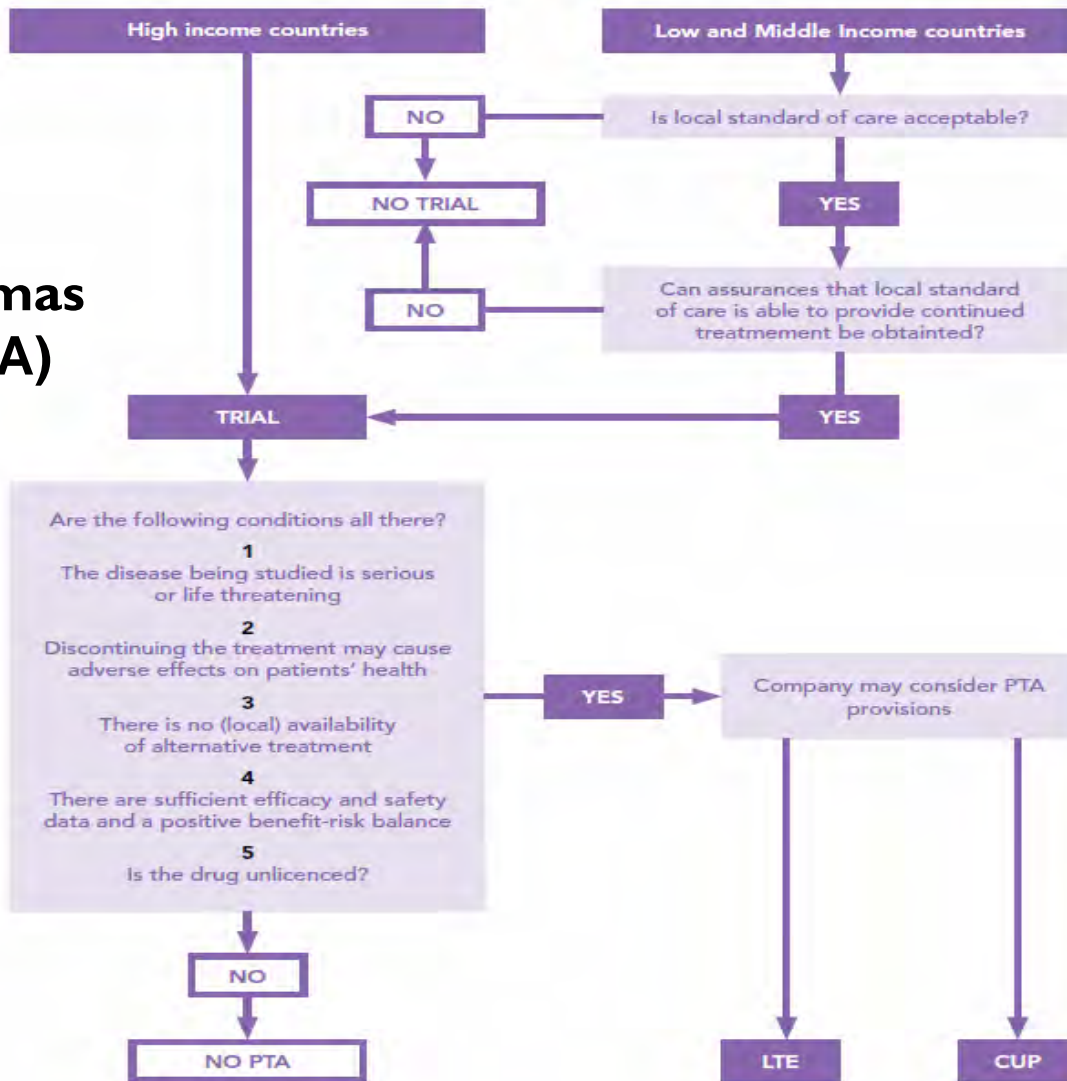 High income countries
Low and Middle Income countries
NO
Is local standard of care acceptable?
NO TRIAL
YES
mas
A)
NO
Can assurances that local standard
of care is able to provide continued
treatmement be obtainted?
TRIAL
YES
Are the following conditions all there?
1
The disease being studied is serious
or life threatening
2
Discontinuing the treatment may cause
adverse effects on patients' health
3
There is no (local) availability
of alternative treatment
4
There are sufficient efficacy and safety
data and a positive benefit-risk balance
5
Is the drug unlicenced?
YES
Company may consider PTA
provisions
NO
NO PTA
LTE
CUP